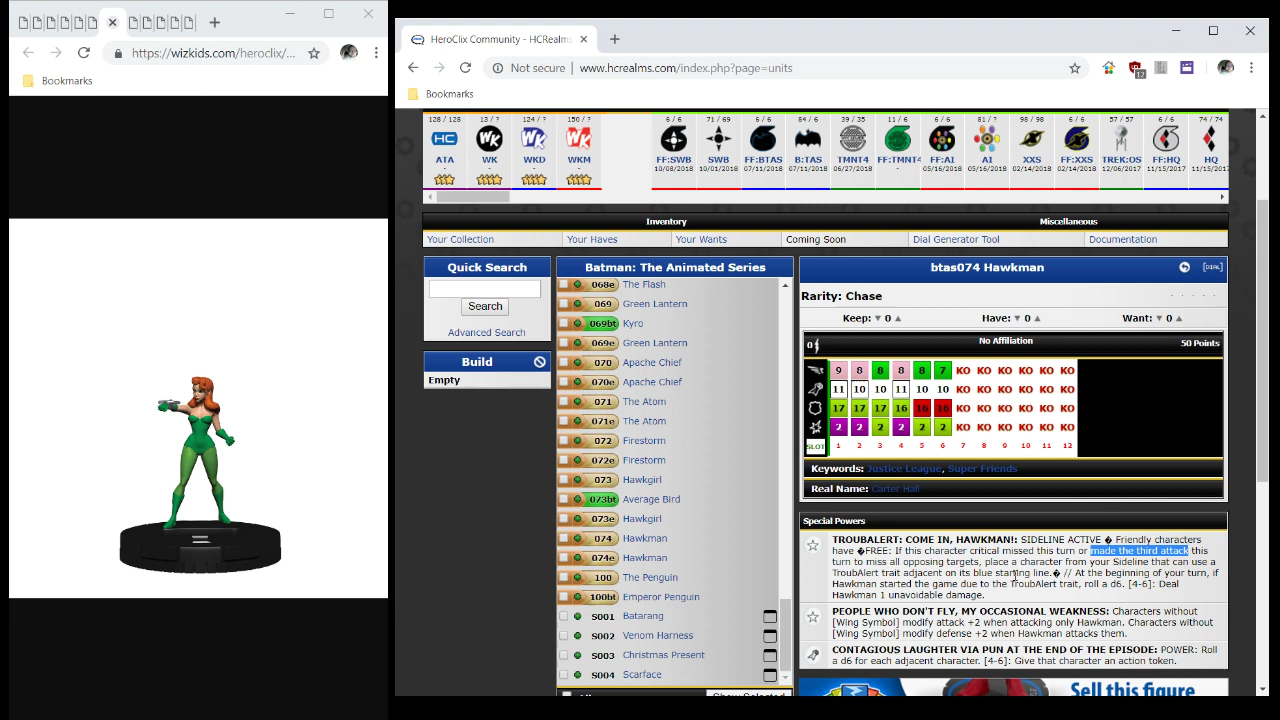 https://wizkids.com/heroclix/...
Bookmarks
HeroClix Community - HCRealms
Not secure | www.hcrealms.com/index.php?page=units
12
Bookmarks
128 / 128 13 / ? 124 / ? 150 / ? 6 / 6 71 / 69 6 / 6 84 / 6 39 / 35 11 / 6 6 / 6 81 / ? 98 / 98 6 / 6 57 / 57 6 / 6 74 / 74
ATA WK WKD WKM FF:SWB SWB FF:BTAS B:TAS TMNT4 FF:TMNT4 FF:AI AI XXS FF:XXS TREK:OS FF:HQ HQ
- - - - 10/08/2018 10/01/2018 07/11/2018 07/11/2018 06/27/2018 - 05/16/2018 05/16/2018 02/14/2018 02/14/2018 12/06/2017 11/15/2017 11/15/2017
Inventory Miscellaneous
Your Collection Your Haves Your Wants Coming Soon Dial Generator Tool Documentation
Quick Search
Search
Advanced Search
Build
Empty
Batman: The Animated Series
068e The Flash
069 Green Lantern
069bt Kyro
069e Green Lantern
070 Apache Chief
070e Apache Chief
071 The Atom
071e The Atom
072 Firestorm
072e Firestorm
073 Hawkgirl
073bt Average Bird
073e Hawkgirl
074 Hawkman
074e Hawkman
100 The Penguin
100bt Emperor Penguin
S001 Batarang
S002 Venom Harness
S003 Christmas Present
S004 Scarface
btas074 Hawkman
[DIAL]
Rarity: Chase
Keep: 0 Have: 0 Want: 0
0 No Affiliation 50 Points
9 8 8 8 8 7 KO KO KO KO KO KO
11 10 10 11 10 10 KO KO KO KO KO KO
17 17 17 16 16 16 KO KO KO KO KO KO
2 2 2 2 2 2 KO KO KO KO KO KO
SLOT 1 2 3 4 5 6 7 8 9 10 11 12
Keywords: Justice League, Super Friends
Real Name: Carter Hall
Special Powers
TROUBALERT: COME IN, HAWKMAN!: SIDELINE ACTIVE � Friendly characters
have �FREE: If this character critical missed this turn or made the third attack this
turn to miss all opposing targets, place a character from your Sideline that can use a
TroubAlert trait adjacent on its blue starting line.� // At the beginning of your turn, if
Hawkman started the game due to the TroubAlert trait, roll a d6. [4-6]: Deal
Hawkman 1 unavoidable damage.
PEOPLE WHO DON'T FLY, MY OCCASIONAL WEAKNESS: Characters without
[Wing Symbol] modify attack +2 when attacking only Hawkman. Characters without
[Wing Symbol] modify defense +2 when Hawkman attacks them.
CONTAGIOUS LAUGHTER VIA PUN AT THE END OF THE EPISODE: POWER: Roll
a d6 for each adjacent character. [4-6]: Give that character an action token.
Sell this figure